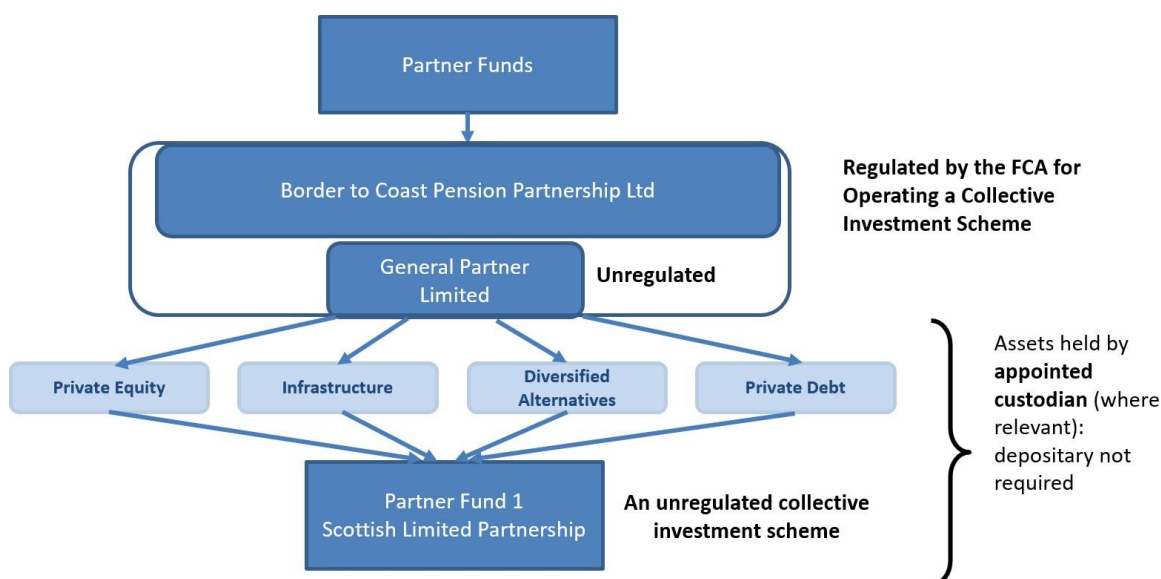 Partner Funds
Border to Coast Pension Partnership Ltd
Regulated by the FCA for
Operating a Collective
Investment Scheme
General Partner
Limited
Unregulated
Private Equity
Infrastructure
Diversified
Alternatives
Private Debt
Assets held by
appointed
custodian (where
relevant):
depositary not
required
Partner Fund 1
Scottish Limited Partnership
An unregulated collective
investment scheme